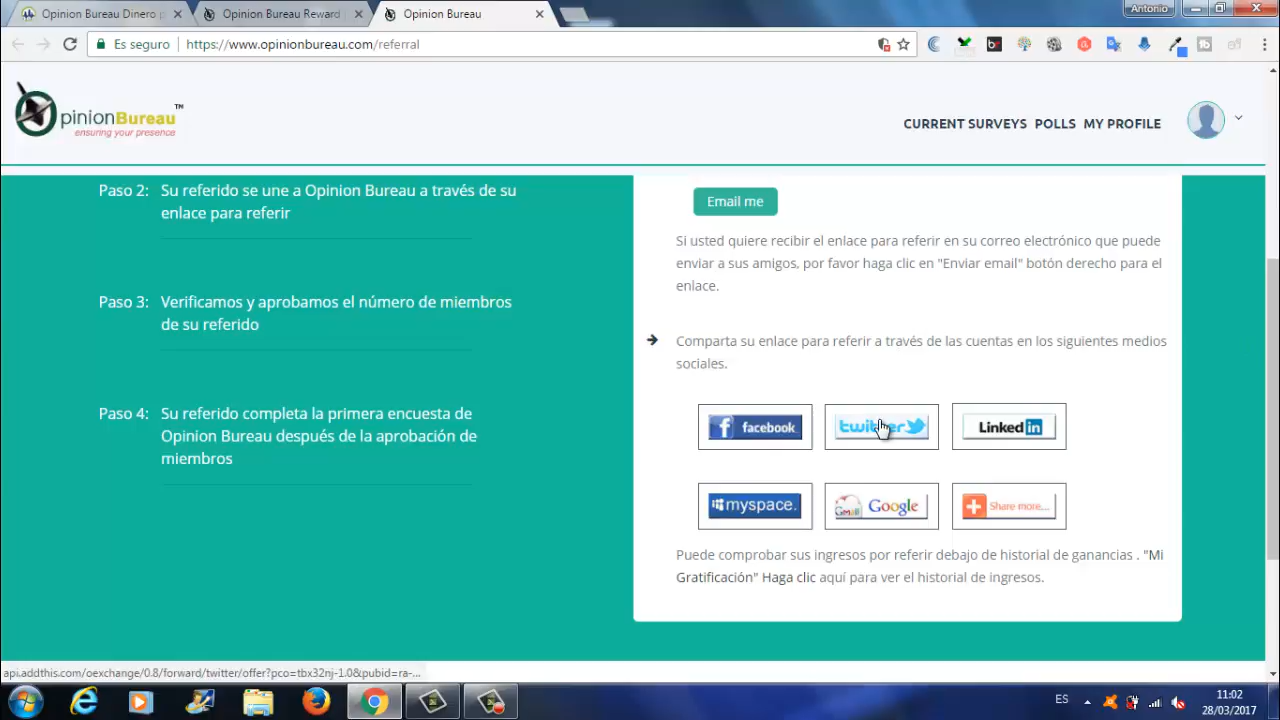 Opinion Bureau Dinero p
Opinion Bureau Reward
Opinion Bureau
Antonio
Es seguro
https://www.opinionbureau.com/referral
OpinionBureau™
ensuring your presence
CURRENT SURVEYS POLLS MY PROFILE
Paso 2: Su referido se une a Opinion Bureau a través de su
enlace para referir
Paso 3: Verificamos y aprobamos el número de miembros
de su referido
Paso 4: Su referido completa la primera encuesta de
Opinion Bureau después de la aprobación de
miembros
Email me
Si usted quiere recibir el enlace para referir en su correo electrónico que puede
enviar a sus amigos, por favor haga clic en "Enviar email" botón derecho para el
enlace.
Comparta su enlace para referir a través de las cuentas en los siguientes medios
sociales.
facebook
twitter
Linked in
myspace.
Gmail Google
Share more...
Puede comprobar sus ingresos por referir debajo de historial de ganancias . "Mi
Gratificación" Haga clic aquí para ver el historial de ingresos.
api.addthis.com/oexchange/0.8/forward/twitter/offer?pco=tbx32nj-1.0&pubid=ra-...
ES
11:02
28/03/2017